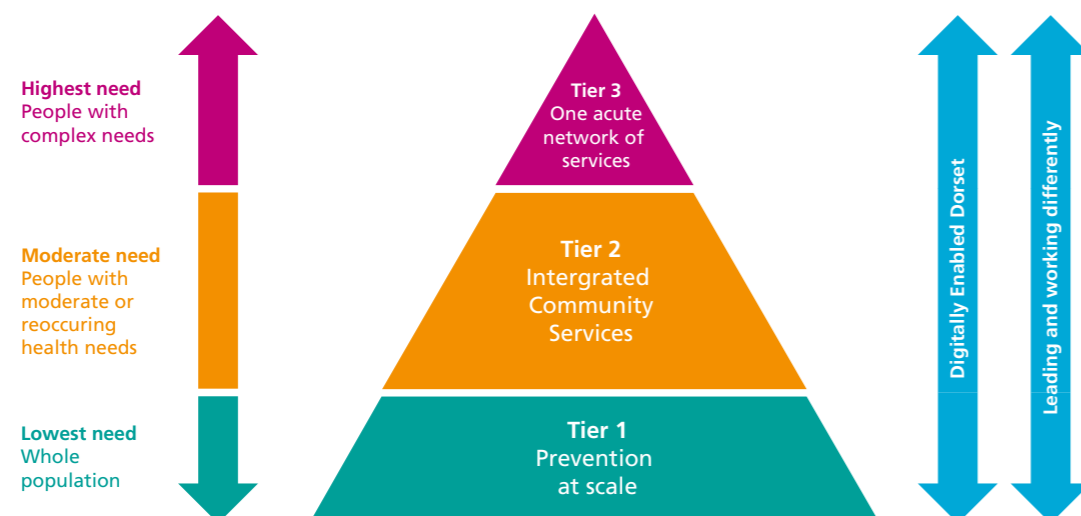 Highest need
People with
complex needs
Moderate need
People with
moderate or
reoccuring
health needs
Lowest need
Whole
population
Tier 3
One acute
network of
services
Tier 2
Intergrated
Community
Services
Tier 1
Prevention
at scale
Digitally Enabled Dorset
Leading and working differently